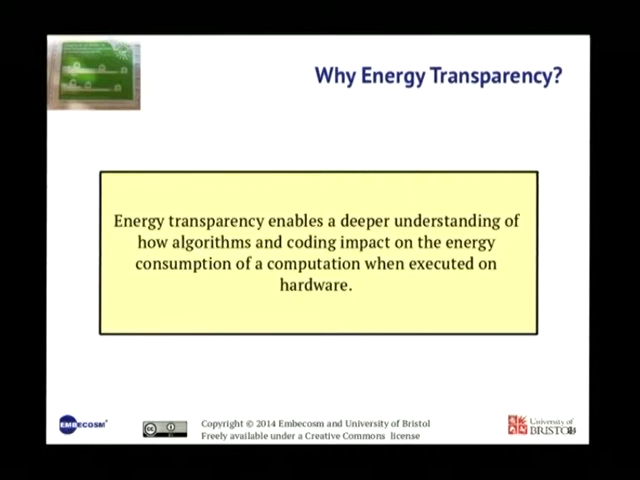 Why Energy Transparency?
Energy transparency enables a deeper understanding of
how algorithms and coding impact on the energy
consumption of a computation when executed on
hardware.
EMBECOSM®
Copyright © 2014 Embecosm and University of Bristol
Freely available under a Creative Commons license
University of
BRISTOL